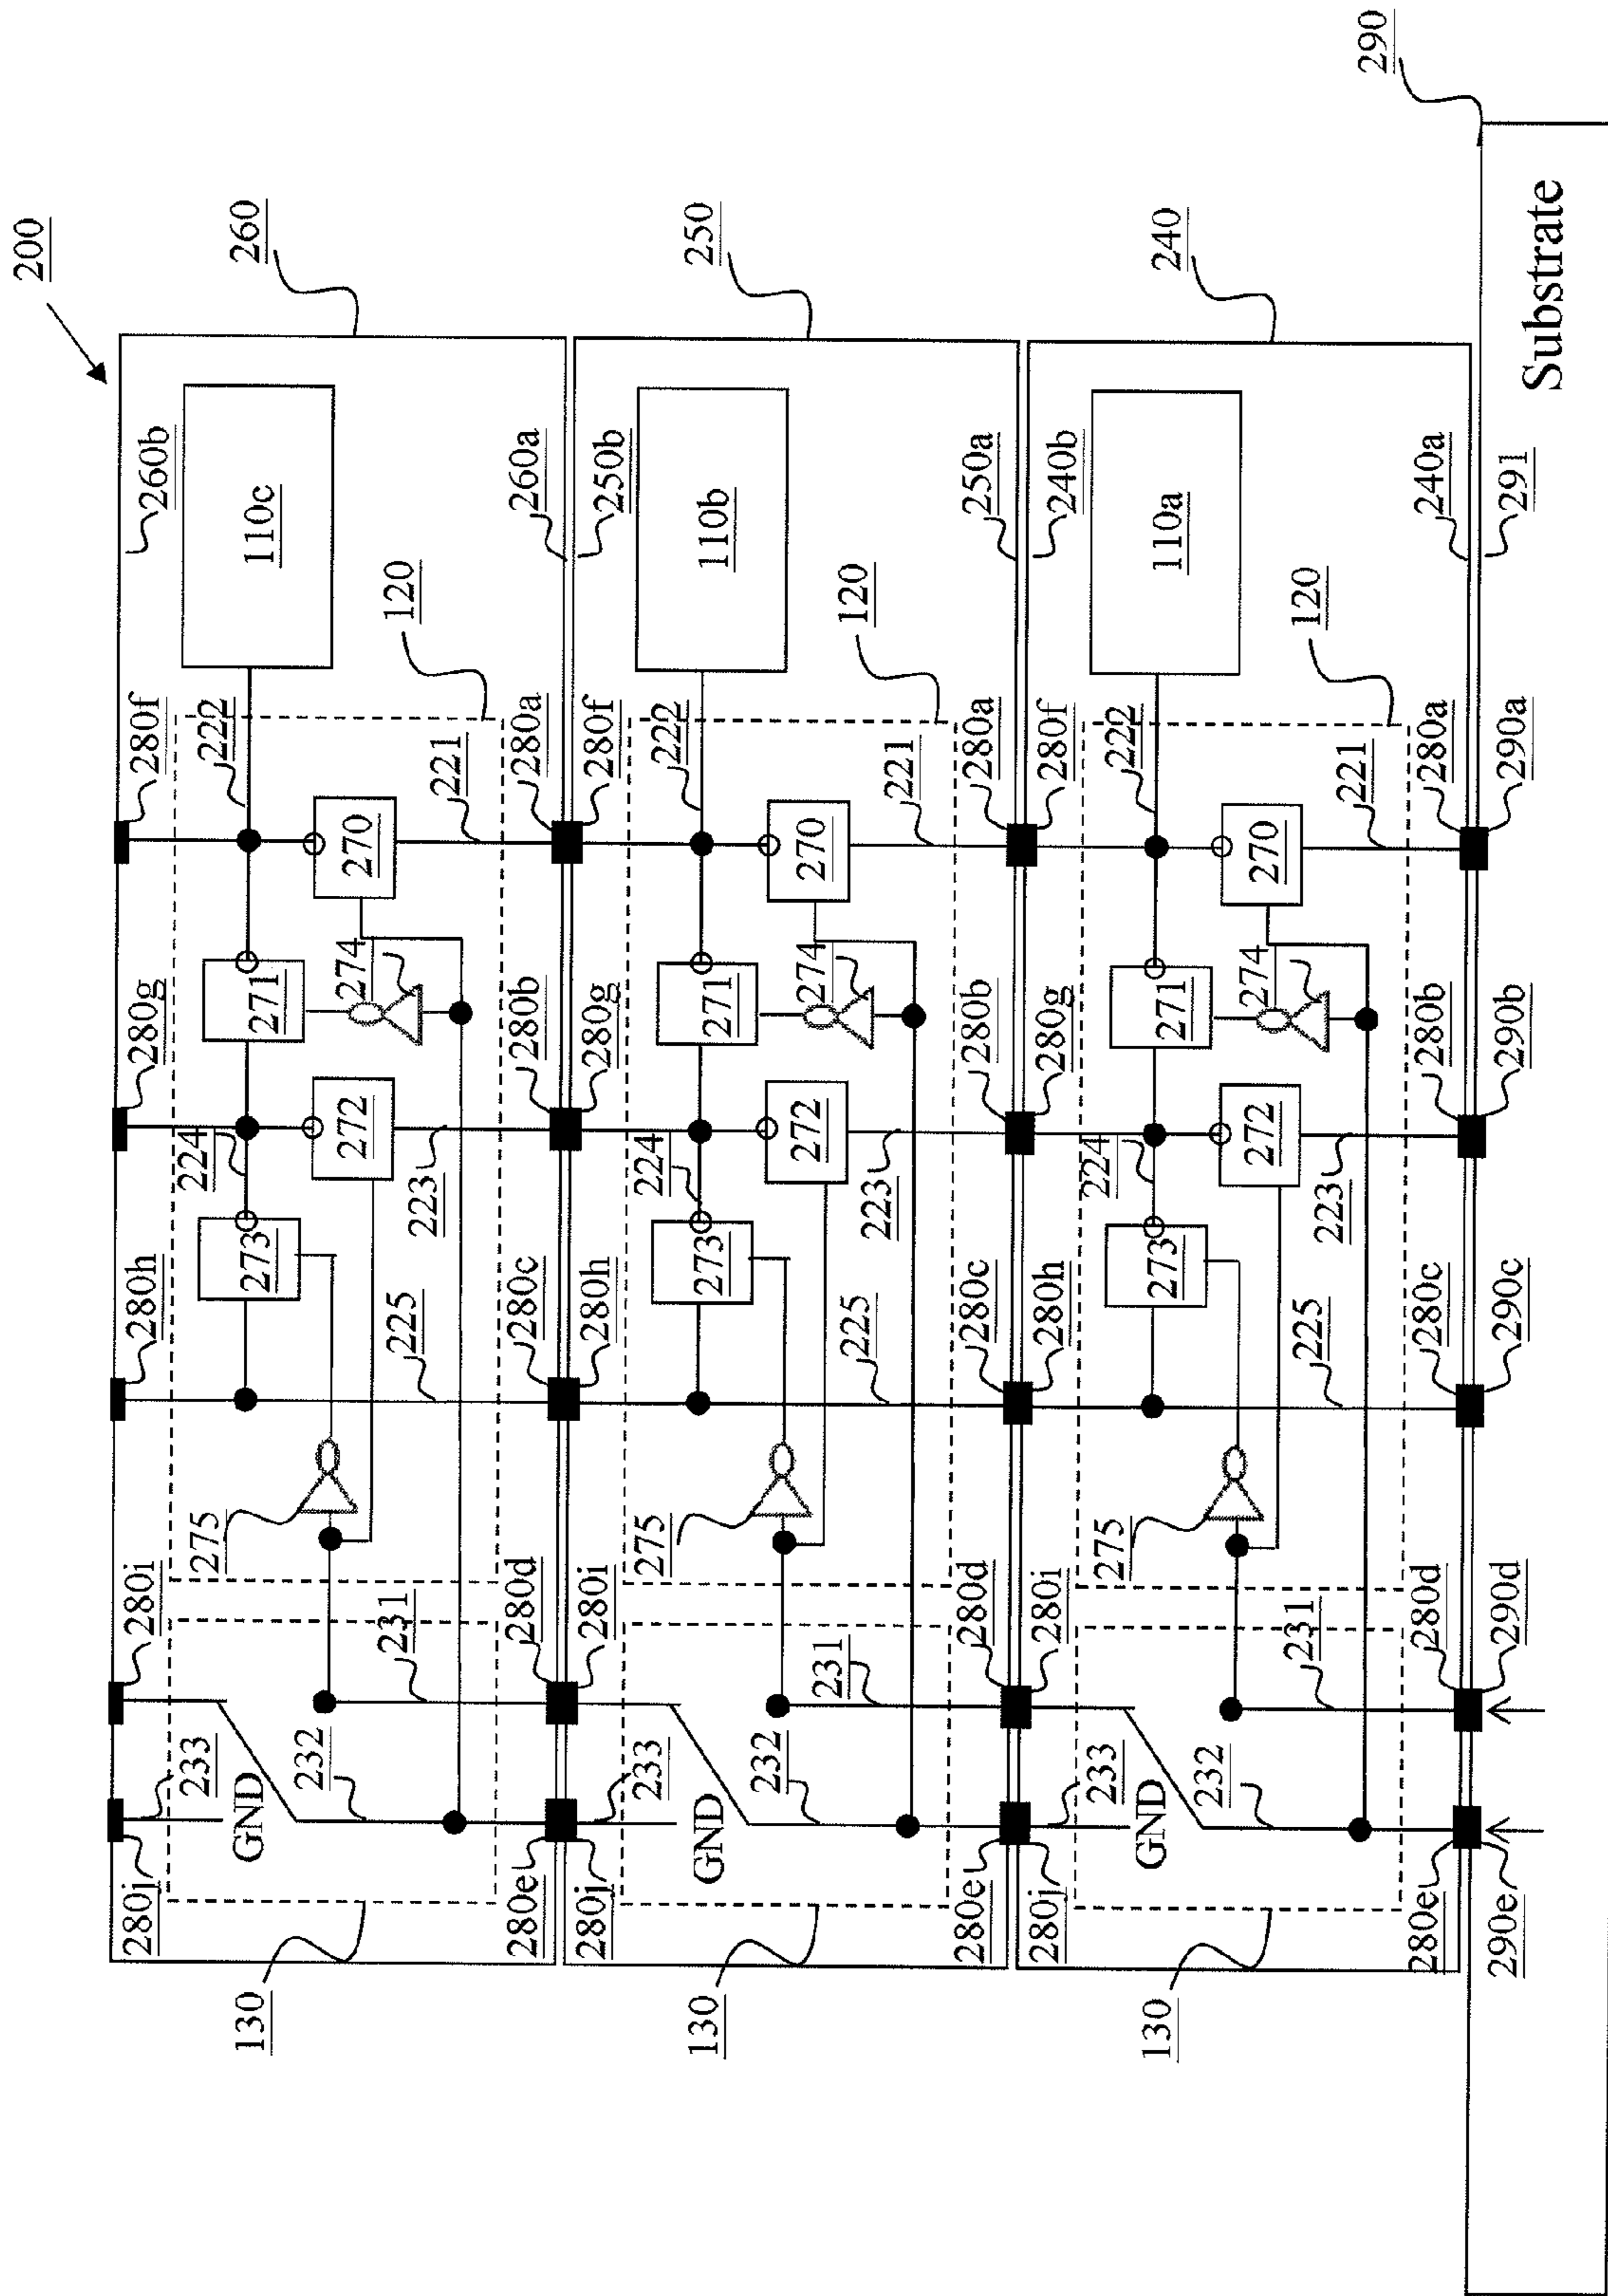 200
260
260b
110c
280f
222
120
260a
280a
280f
270
221
280g
271
274
280b
280g
224
272
223
280h
273
225
280c
280h
275
280i
231
280d
280i
233
GND
232
280j
280e
280j
130
250
250b
110b
222
120
250a
280a
280f
270
221
271
274
280b
280g
224
272
223
273
225
280c
280h
275
231
280d
280i
233
GND
232
280e
280j
130
240
240b
110a
222
120
240a
280a
270
221
271
274
280b
224
272
223
273
225
280c
275
231
280d
233
GND
232
280e
130
290
291
Substrate
290a
290b
290c
290d
290e